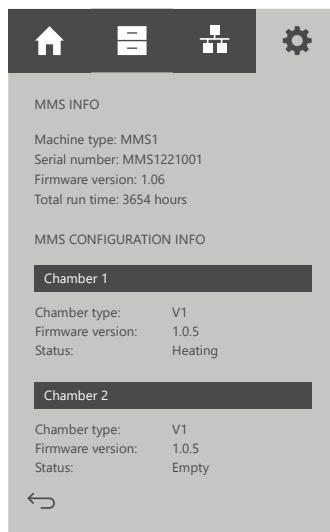 MMS INFO
Machine type: MMS1
Serial number: MMS1221001
Firmware version: 1.06
Total run time: 3654 hours
MMS CONFIGURATION INFO
Chamber 1
Chamber type: V1
Firmware version: 1.0.5
Status: Heating
Chamber 2
Chamber type: V1
Firmware version: 1.0.5
Status: Empty